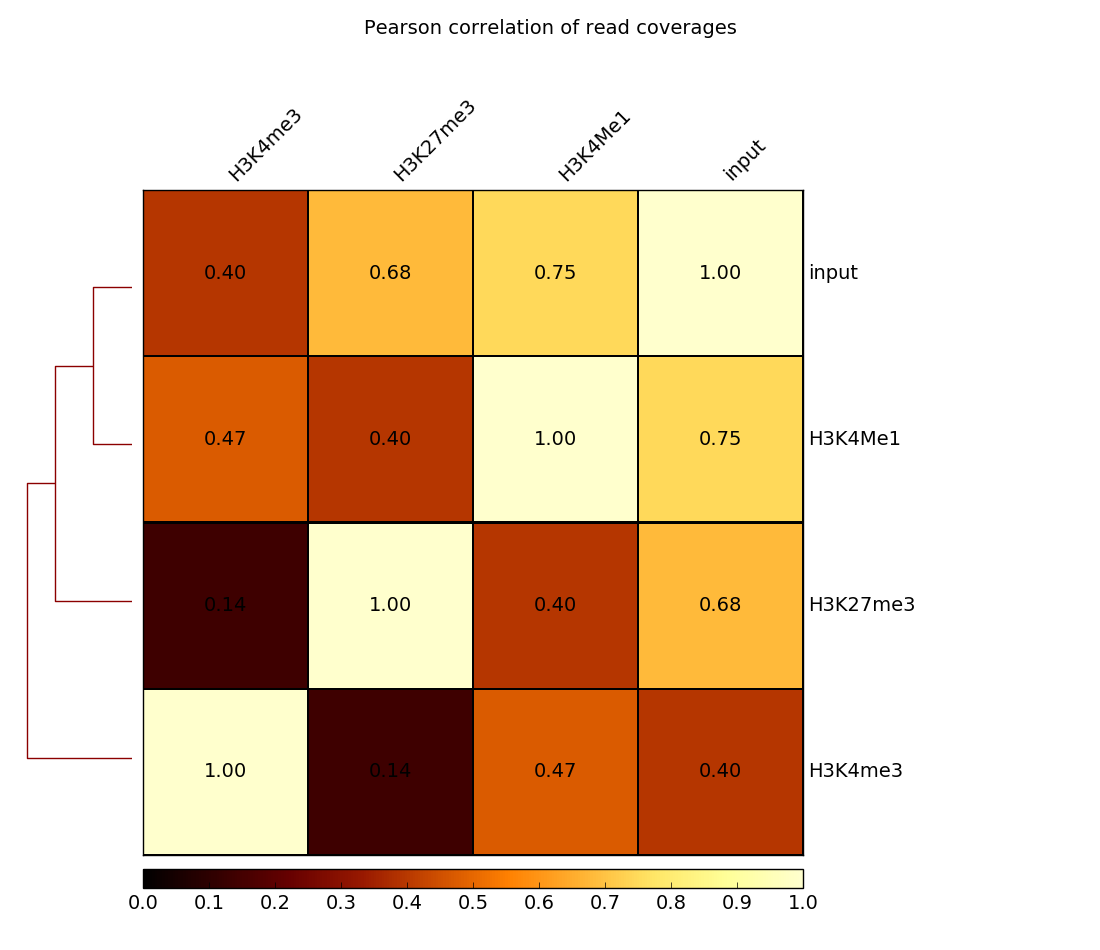 Pearson correlation of read coverages
H3K4me3 H3K27me3 H3K4Me1 input
0.40 0.68 0.75 1.00 input
0.47 0.40 1.00 0.75 H3K4Me1
0.14 1.00 0.40 0.68 H3K27me3
1.00 0.14 0.47 0.40 H3K4me3
0.0 0.1 0.2 0.3 0.4 0.5 0.6 0.7 0.8 0.9 1.0